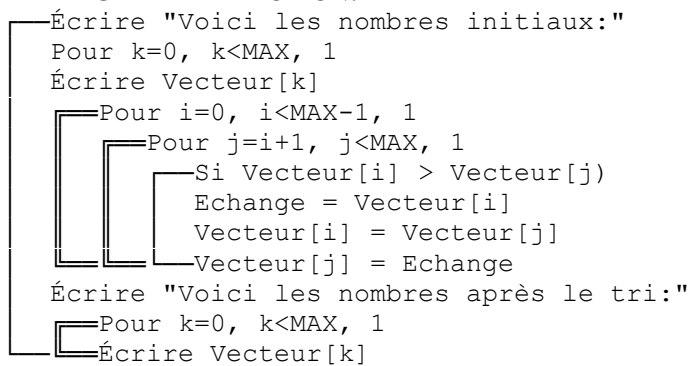 Écrire "Voici les nombres initiaux:"
Pour k=0, k<MAX, 1
Écrire Vecteur[k]
Pour i=0, i<MAX-1, 1
Pour j=i+1, j<MAX, 1
Si Vecteur[i] > Vecteur[j)
Echange = Vecteur[i]
Vecteur[i] = Vecteur[j]
Vecteur[j] = Echange
Écrire "Voici les nombres après le tri:"
Pour k=0, k<MAX, 1
Écrire Vecteur[k]